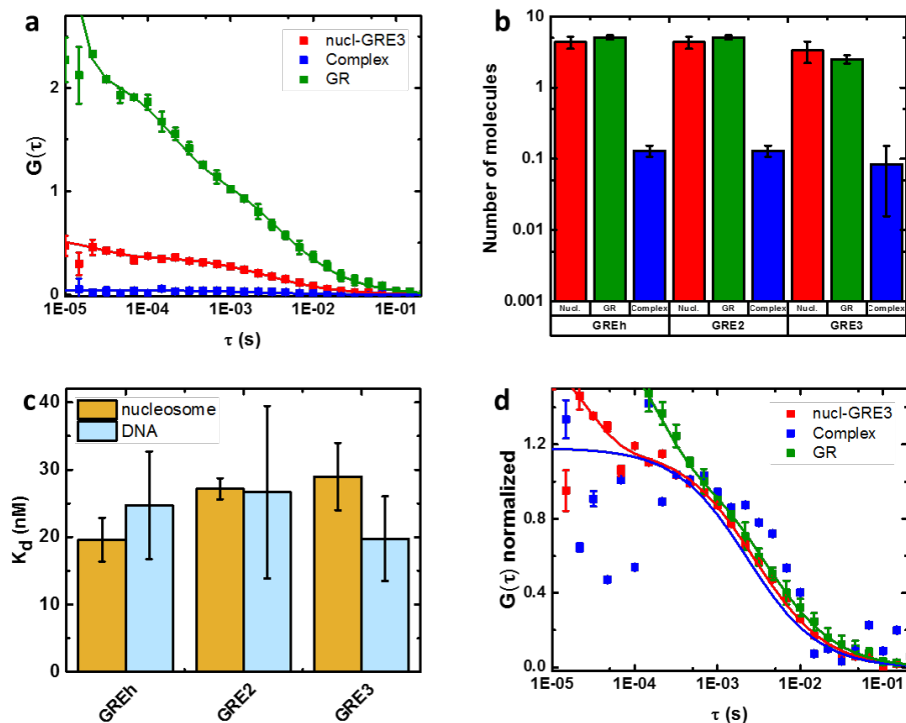 a
G(τ)
2
1
0
nucl-GRE3
Complex
GR
1E-05 1E-04 1E-03 1E-02 1E-01
τ (s)
b
Number of molecules
10
1
0.1
0.01
0.001
Nucl. GR Complex Nucl. GR Complex Nucl. GR Complex
GREh GRE2 GRE3
c
Kd (nM)
40
30
20
10
0
nucleosome
DNA
GREh GRE2 GRE3
d
G(τ) normalized
1.2
0.8
0.4
0.0
nucl-GRE3
Complex
GR
1E-05 1E-04 1E-03 1E-02 1E-01
τ (s)